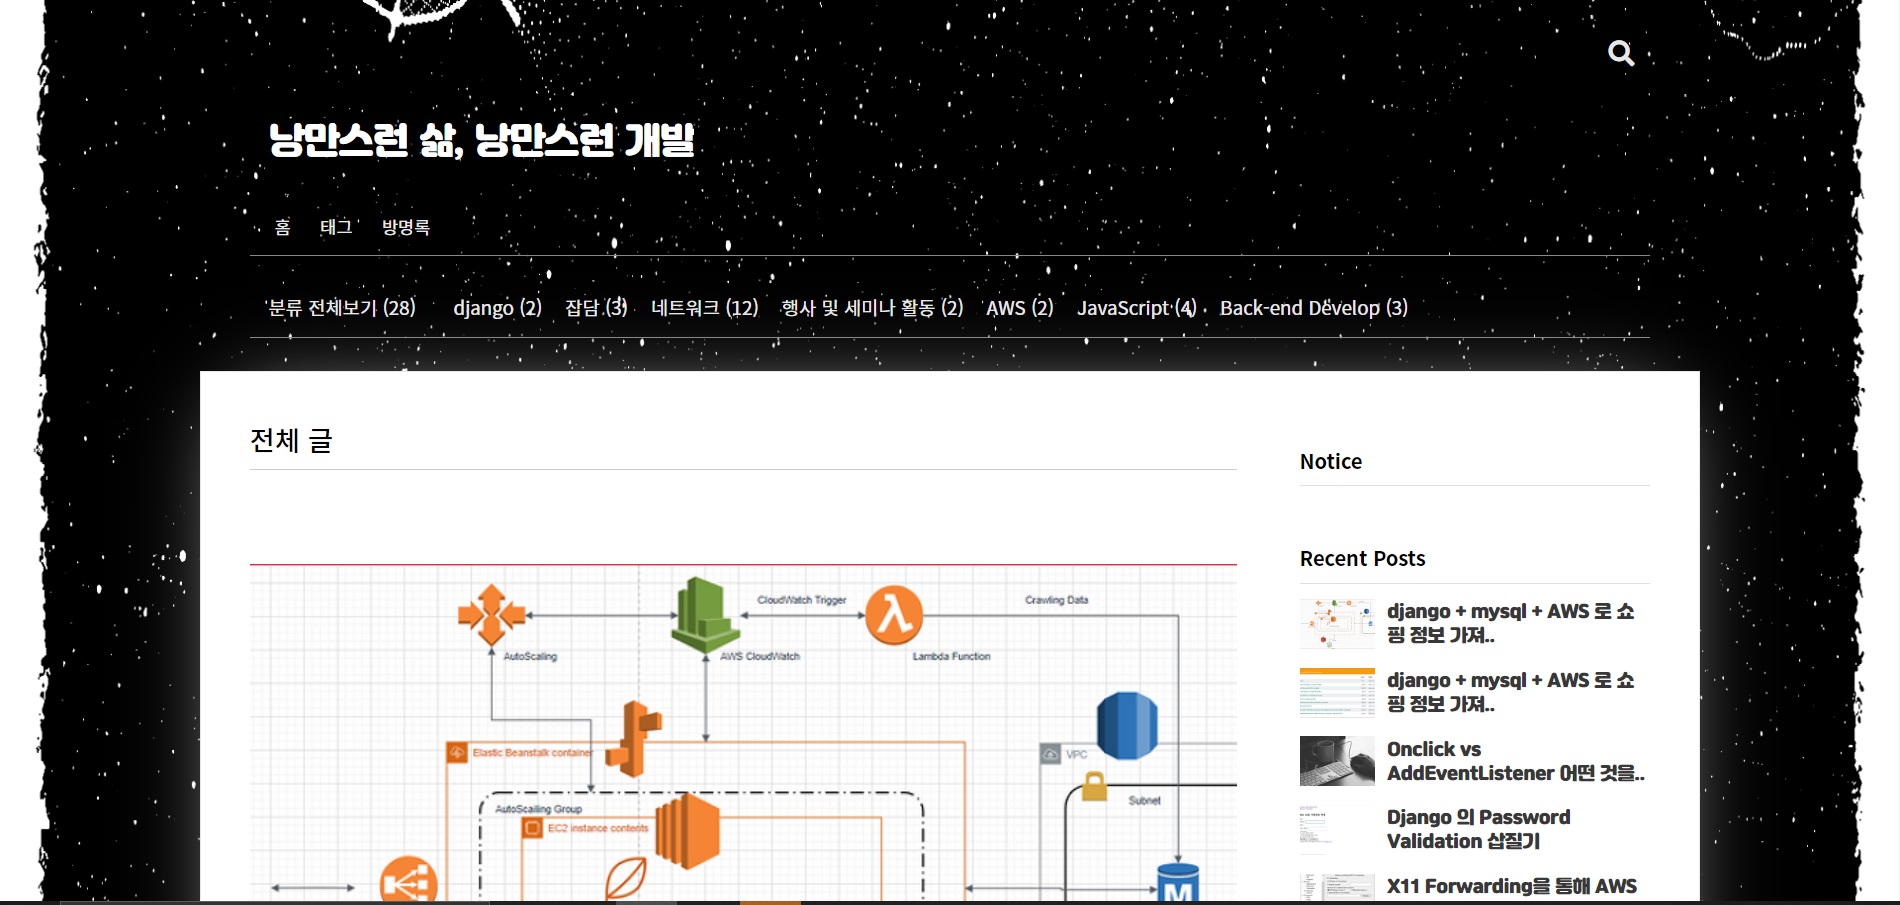 낭만스런 삶, 낭만스런 개발
홈 태그 방명록
분류 전체보기 (28) django (2) 잡담 (3) 네트워크 (12) 행사 및 세미나 활동 (2) AWS (2) JavaScript (4) Back-end Develop (3)
전체 글
CloudWatch Trigger
Crawling Data
AutoScaling
AWS CloudWatch
Lambda Function
Elastic Beanstalk container
VPC
AutoScailing Group
Subnet
EC2 instance contents
M
Notice
Recent Posts
django + mysql + AWS 로 쇼
핑 정보 가져..
django + mysql + AWS 로 쇼
핑 정보 가져..
Onclick vs
AddEventListener 어떤 것을..
Django 의 Password
Validation 삽질기
X11 Forwarding을 통해 AWS